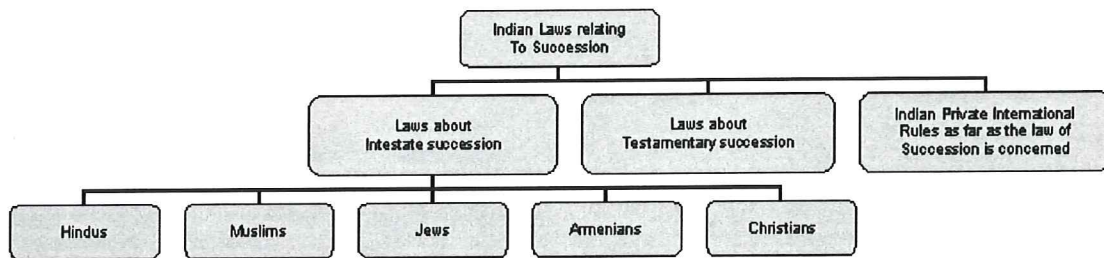 Indian Laws relating
To Succession
Laws about
Intestate succession
Laws about
Testamentary succession
Indian Private International
Rules as far as the law of
Succession is concerned
Hindus
Muslims
Jews
Armenians
Christians